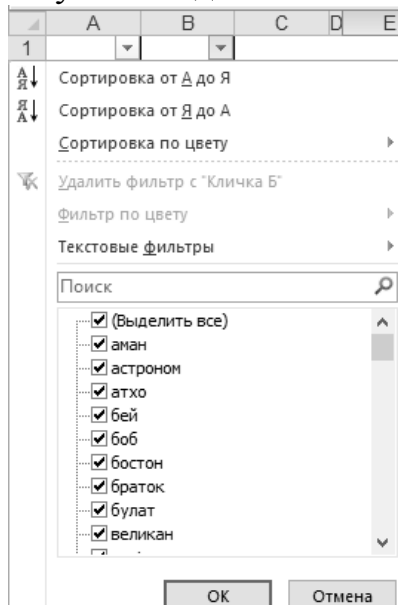 A B C D E
1
Сортировка от А до Я
Сортировка от Я до А
Сортировка по цвету
Удалить фильтр с "Кличка Б"
Фильтр по цвету
Текстовые фильтры
Поиск
(Выделить все)
аман
астроном
атхо
бей
боб
бостон
браток
булат
великан
ОК Отмена